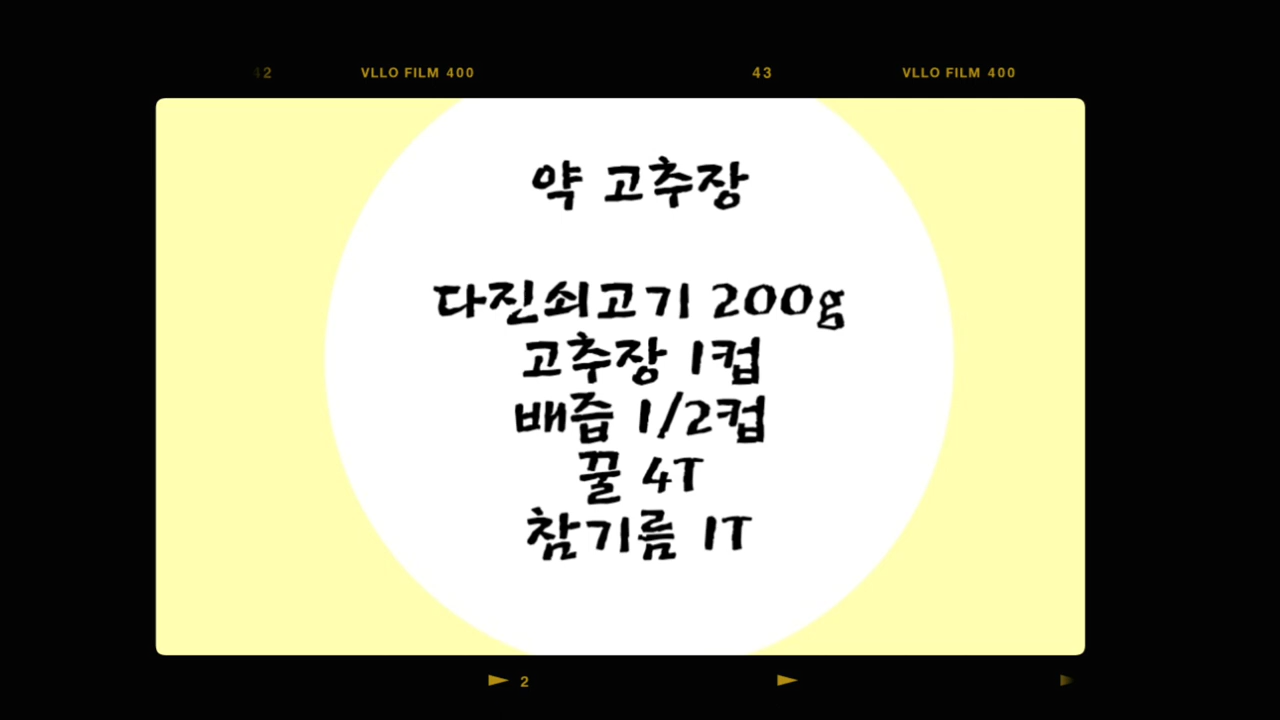 42 VLLO FILM 400 43 VLLO FILM 400
약 고추장
다진쇠고기 200g
고추장 1컵
배즙 1/2컵
꿀 4T
참기름 1T
2